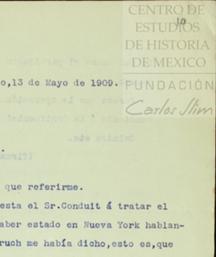 CENTRO DE
ESTUDIOS
DE HISTORIA
DE MEXICO
FUNDACIÓN
Carlos Slim
o,13 de Mayo de 1909.
.
que referirme.
esta el Sr.Conduit á tratar el
aber estado en Nueva York hablan-
ruch me había dicho,esto es,que